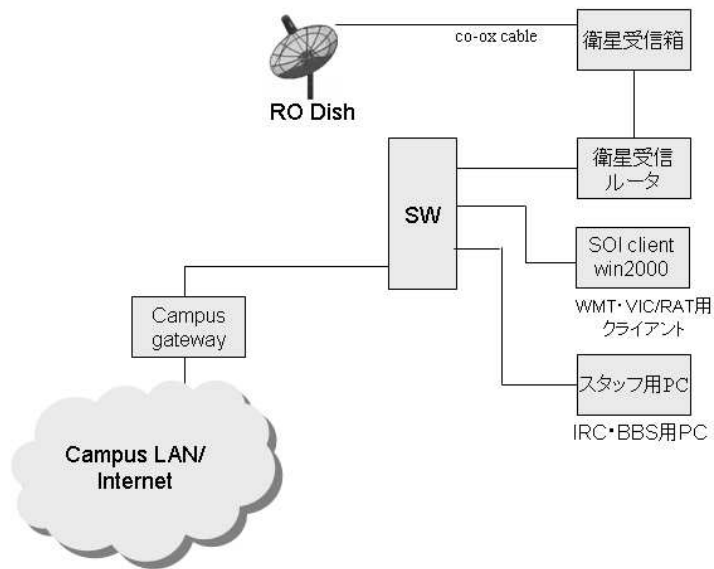 co-ox cable
衛星受信箱
RO Dish
衛星受信
ルータ
SW
SOI client
win2000
WMT・VIC/RAT用
クライアント
Campus
gateway
スタッフ用PC
IRC・BBS用PC
Campus LAN/
Internet